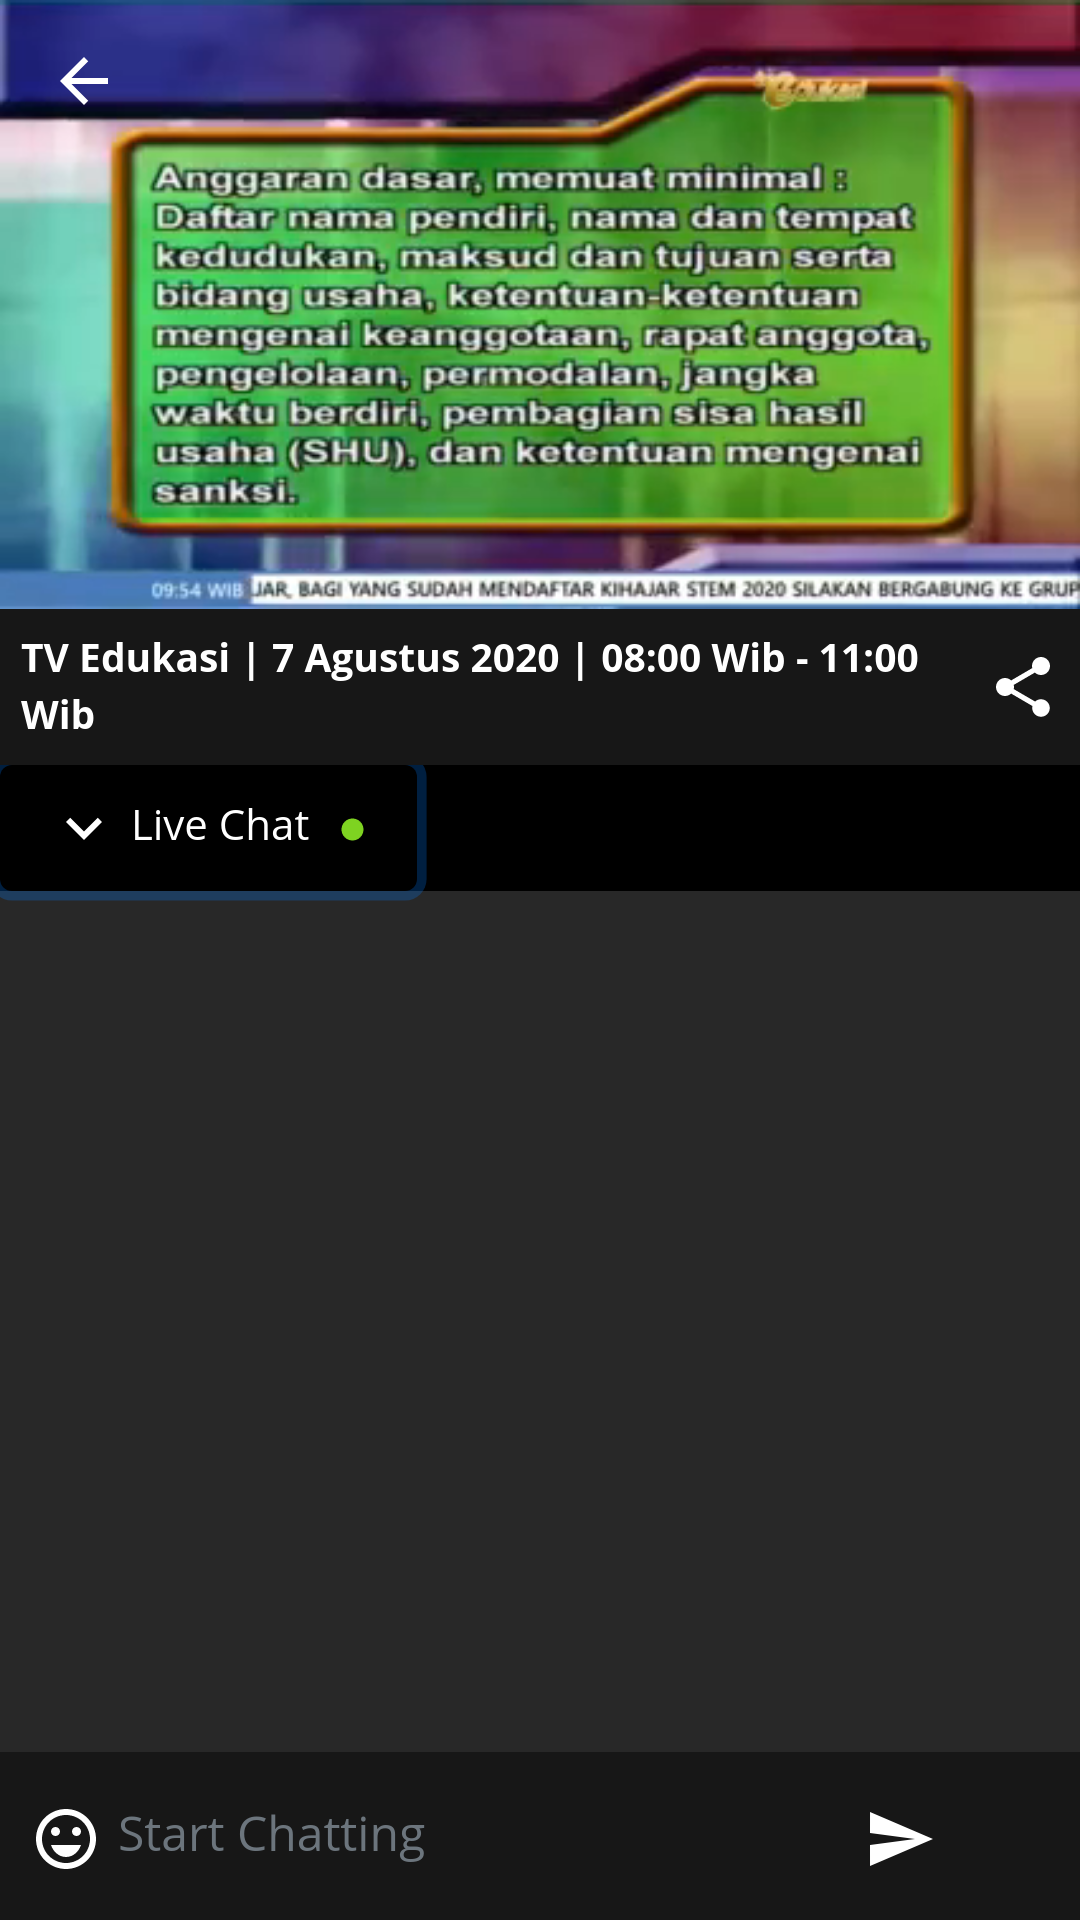 Edukasi
Anggaran dasar, memuat minimal :
Daftar nama pendiri, nama dan tempat
kedudukan, maksud dan tujuan serta
bidang usaha, ketentuan-ketentuan
mengenai keanggotaan, rapat anggota,
pengelolaan, permodalan, jangka
waktu berdiri, pembagian sisa hasil
usaha (SHU), dan ketentuan mengenai
sanksi.
09:54 WIB JAR, BAGI YANG SUDAH MENDAFTAR KIHAJAR STEM 2020 SILAKAN BERGABUNG KE GRUP
TV Edukasi | 7 Agustus 2020 | 08:00 Wib - 11:00
Wib
Live Chat
Start Chatting